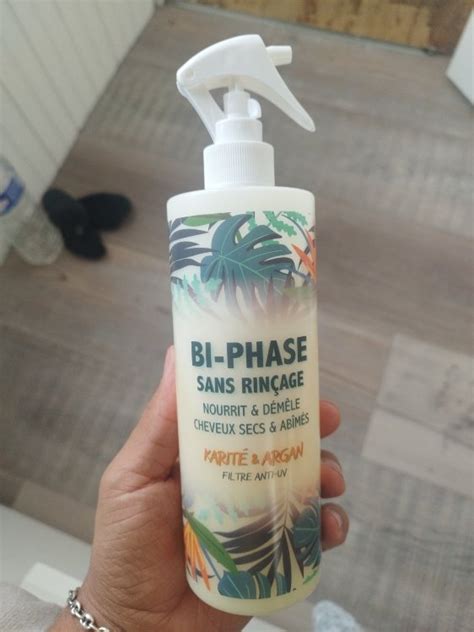 BI-PHASE
SANS RINÇAGE
NOURRIT & DÉMÊLE
CHEVEUX SECS & ABÎMÉS
KARITÉ & ARGAN
FILTRE ANTI-UV